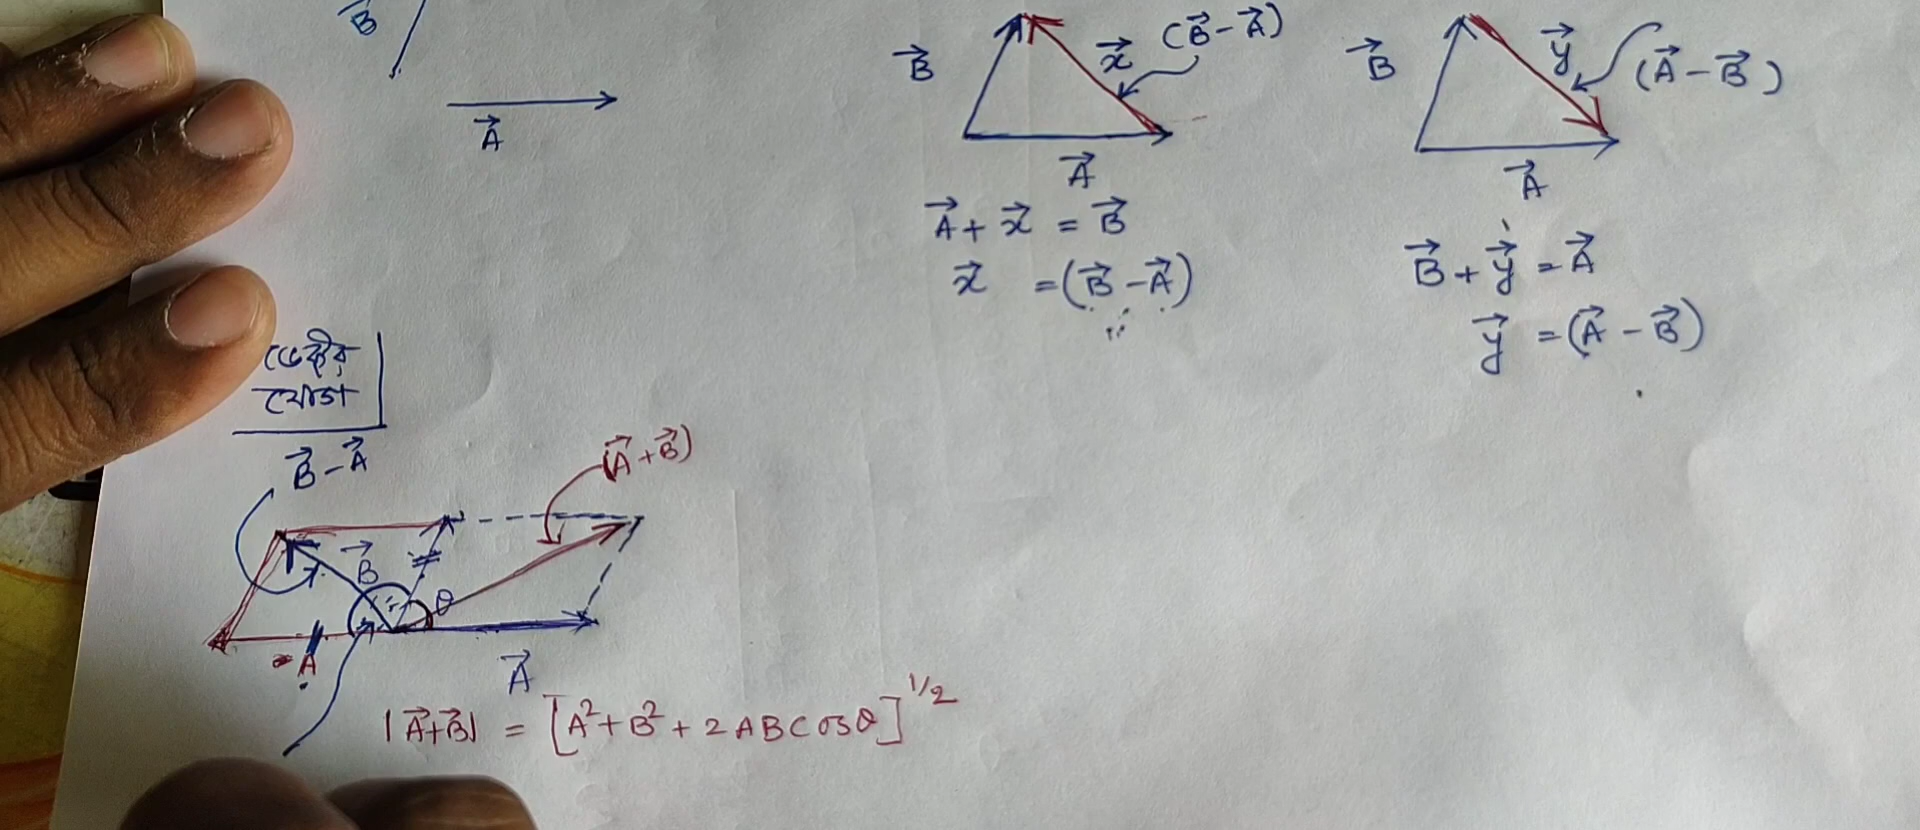 B⃗
A⃗
B⃗
x⃗
(B⃗ - A⃗)
A⃗
A⃗ + x⃗ = B⃗
x⃗ = (B⃗ - A⃗)
B⃗
y⃗
(A⃗ - B⃗)
A⃗
B⃗ + y⃗ = A⃗
y⃗ = (A⃗ - B⃗)
ভেক্টর
যোগ
B⃗ - A⃗
(A⃗ + B⃗)
B⃗
θ
-A
A⃗
|A⃗+B⃗| = [A² + B² + 2ABCosθ]^1/2